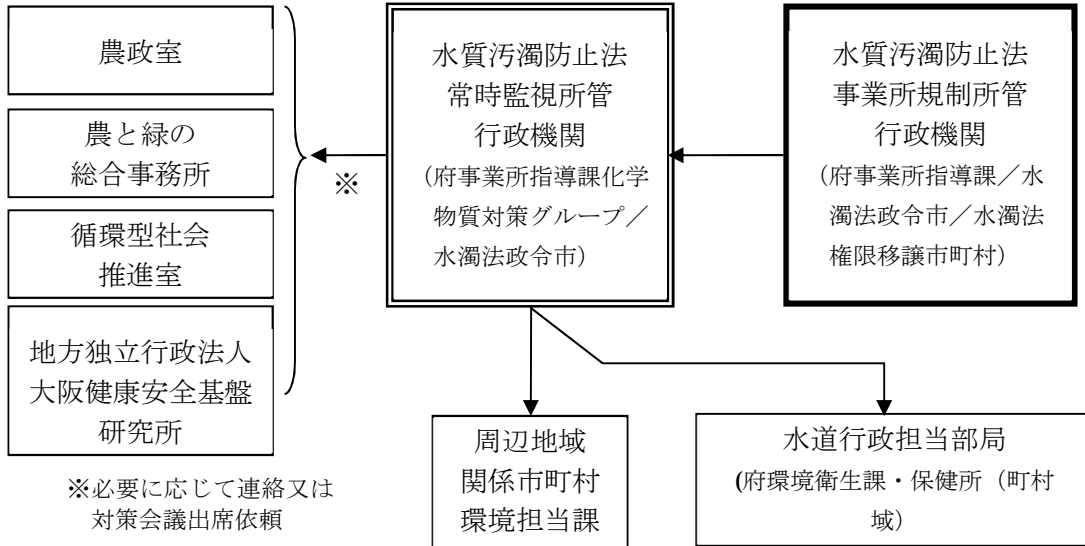 農政室
農と緑の
総合事務所
循環型社会
推進室
地方独立行政法人
大阪健康安全基盤
研究所
※必要に応じて連絡又は
対策会議出席依頼
※
水質汚濁防止法
常時監視所管
行政機関
（府事業所指導課化学
物質対策グループ／
水濁法政令市）
水質汚濁防止法
事業所規制所管
行政機関
（府事業所指導課／水
濁法政令市／水濁法
権限移譲市町村）
周辺地域
関係市町村
環境担当課
水道行政担当部局
(府環境衛生課・保健所（町村
域）